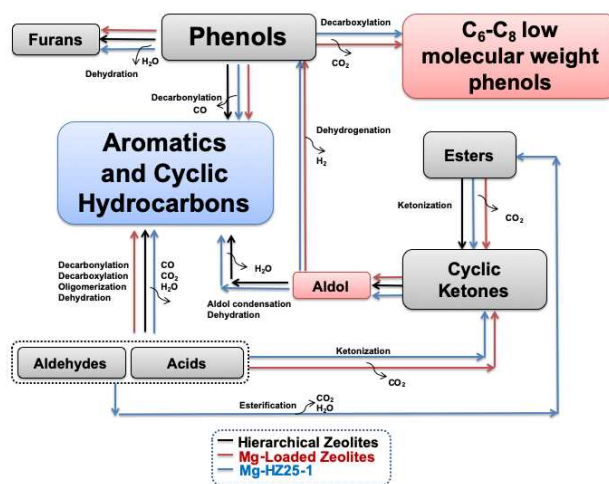 Furans
Phenols
Decarboxylation
CO2
C6-C8 low
molecular weight
phenols
H2O
Dehydration
Decarbonylation
CO
Dehydrogenation
H2
Aromatics
and Cyclic
Hydrocarbons
Esters
Ketonization
CO2
Cyclic
Ketones
Aldol
H2O
Aldol condensation
Dehydration
Decarbonylation
Decarboxylation
Oligomerization
Dehydration
CO
CO2
H2O
Aldehydes
Acids
Ketonization
CO2
Esterification
CO2
H2O
Hierarchical Zeolites
Mg-Loaded Zeolites
Mg-HZ25-1